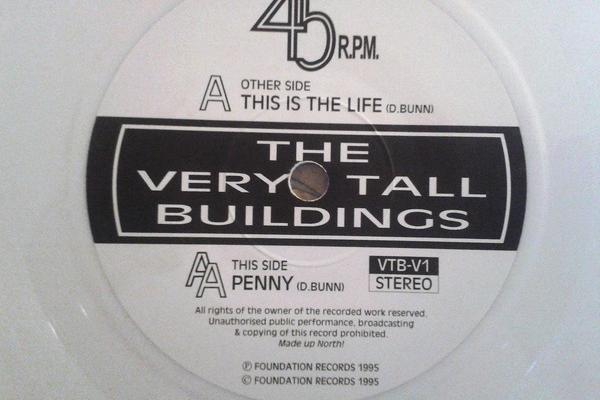 45 R.P.M.
A OTHER SIDE
THIS IS THE LIFE (D.BUNN)
THE
VERY TALL
BUILDINGS
AA THIS SIDE
PENNY (D.BUNN)
VTB-V1
STEREO
All rights of the owner of the recorded work reserved.
Unauthorised public performance, broadcasting
& copying of this record prohibited.
Made up North!
℗ FOUNDATION RECORDS 1995
© FOUNDATION RECORDS 1995